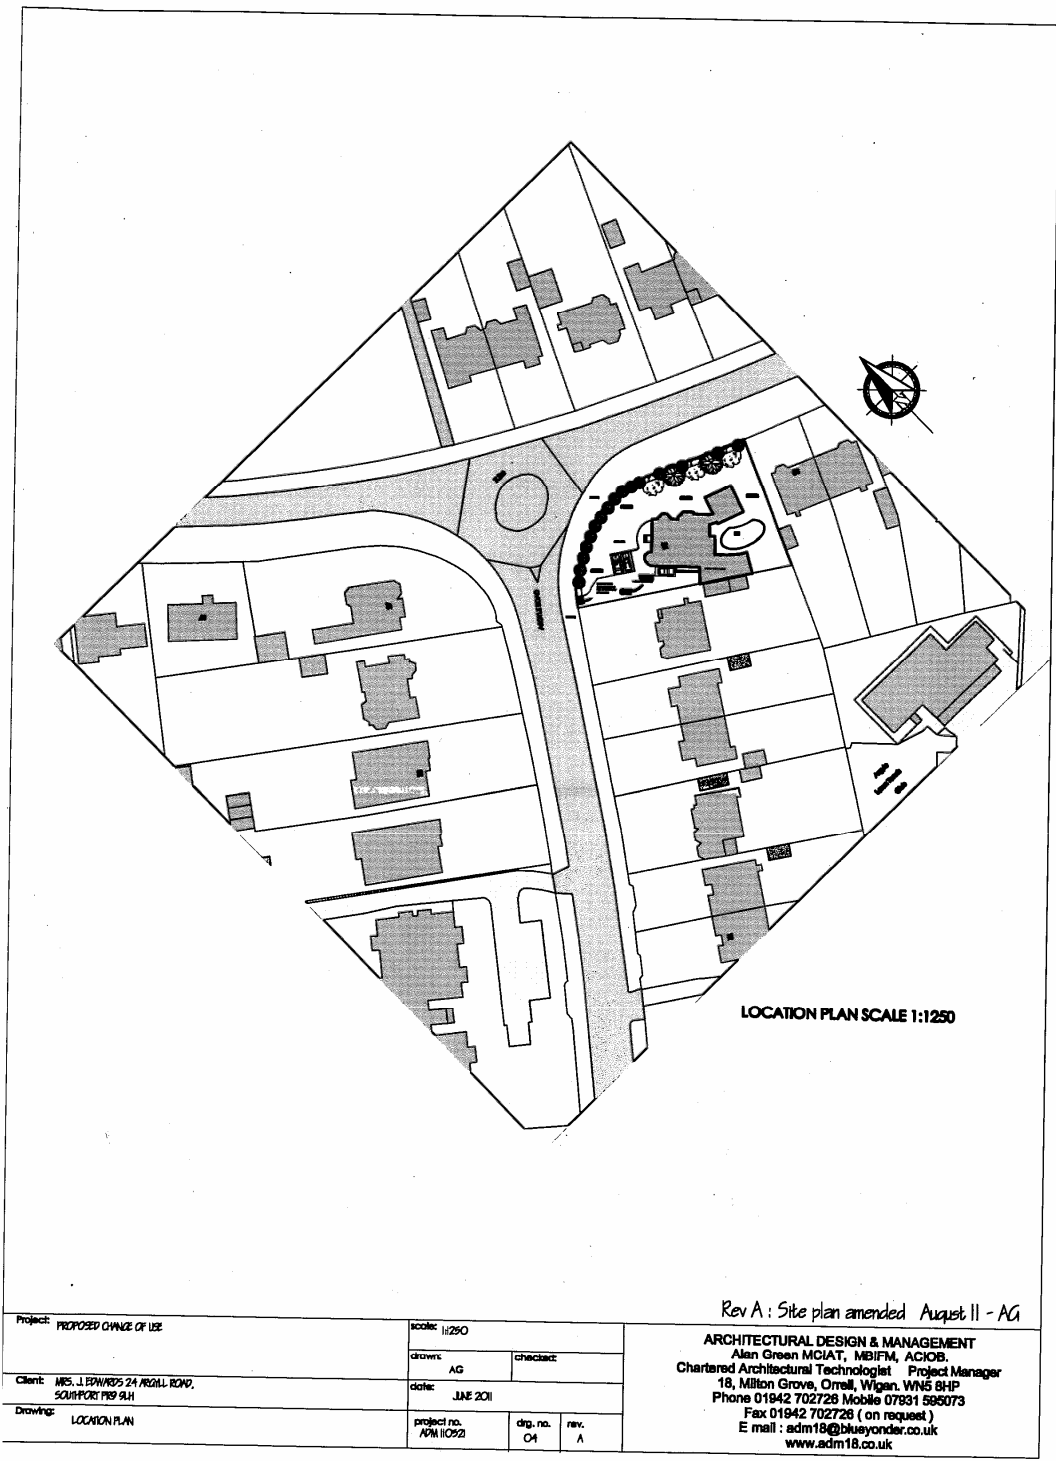 LOCATION PLAN SCALE 1:1250
Rev A : Site plan amended August 11 - AG
Project: PROPOSED CHANGE OF USE
Client: MRS. J. EDWARDS 24 ARGYLL ROAD,
SOUTHPORT PR9 9LH
Drawing: LOCATION PLAN
scale: 1:1250
drawn: AG
checked:
date: JUNE 2011
project no. ADM 110521
drg. no. 04
rev. A
ARCHITECTURAL DESIGN & MANAGEMENT
Alan Green MCIAT, MBIFM, ACIOB.
Chartered Architectural Technologist Project Manager
18, Milton Grove, Orrell, Wigan. WN5 8HP
Phone 01942 702726 Mobile 07931 595073
Fax 01942 702726 ( on request )
E mail : adm18@blueyonder.co.uk
www.adm18.co.uk